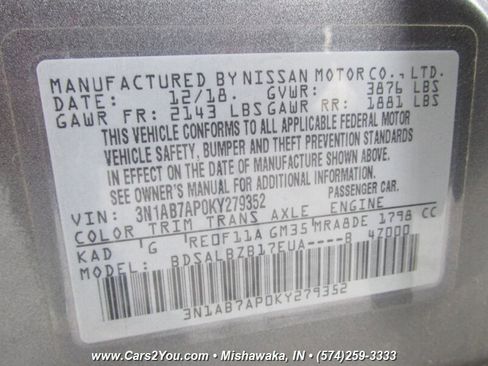 MANUFACTURED BY NISSAN MOTOR CO., LTD.
DATE: 12/18. GVWR: 3876 LBS
GAWR FR: 2143 LBS GAWR RR: 1881 LBS
THIS VEHICLE CONFORMS TO ALL APPLICABLE FEDERAL MOTOR
VEHICLE SAFETY, BUMPER AND THEFT PREVENTION STANDARDS
IN EFFECT ON THE DATE OF MANUFACTURE SHOWN ABOVE.
SEE OWNER'S MANUAL FOR ADDITIONAL INFORMATION.
VIN: 3N1AB7AP0KY279352 PASSENGER CAR.
COLOR TRIM TRANS AXLE ENGINE
KAD G RE0F11A GM35 MRA8DE 1798 CC
MODEL: BDSALBZB17EUA----B 47000
3N1AB7AP0KY279352
www.Cars2You.com - Mishawaka, IN - (574)259-3333